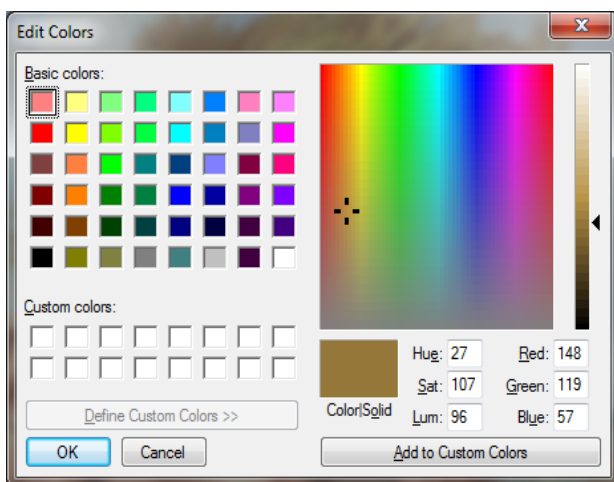 Edit Colors
Basic colors:
Custom colors:
Define Custom Colors >>
OK Cancel
Color|Solid
Hue: 27 Red: 148
Sat: 107 Green: 119
Lum: 96 Blue: 57
Add to Custom Colors